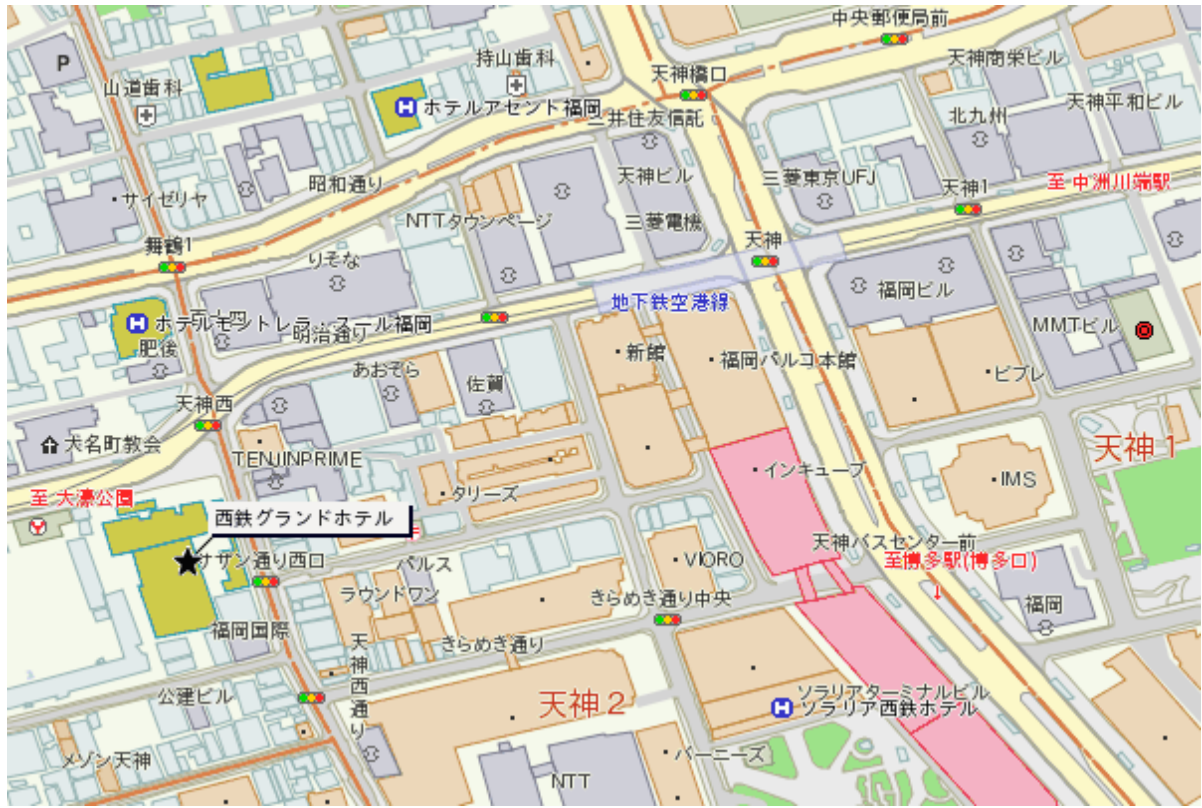 中央郵便局前
P
持山歯科
天神橋口
天神商栄ビル
山道歯科
H ホテルアセント福岡
天神平和ビル
三井住友信託
北九州
昭和通り
天神ビル
三菱東京UFJ
天神1
至 中洲川端駅
サイゼリヤ
NTTタウンページ
三菱電機
舞鶴1
天神
りそな
地下鉄空港線
福岡ビル
H ホテルモントレ ラ・スール福岡
明治通り
MMTビル
肥後
新館
福岡パルコ本館
あおぞら
佐賀
ビブレ
天神西
大名町教会
天神1
TENJINPRIME
インキューブ
IMS
至 大濠公園
タリーズ
西鉄グランドホテル
天神バスセンター前
サザン通り西口
パルス
VIORO
至博多駅(博多口)
↓
ラウンドワン
きらめき通り中央
福岡
福岡国際
きらめき通り
天神西通り
公建ビル
天神2
ソラリアターミナルビル
H ソラリア西鉄ホテル
メゾン天神
バーニーズ
NTT